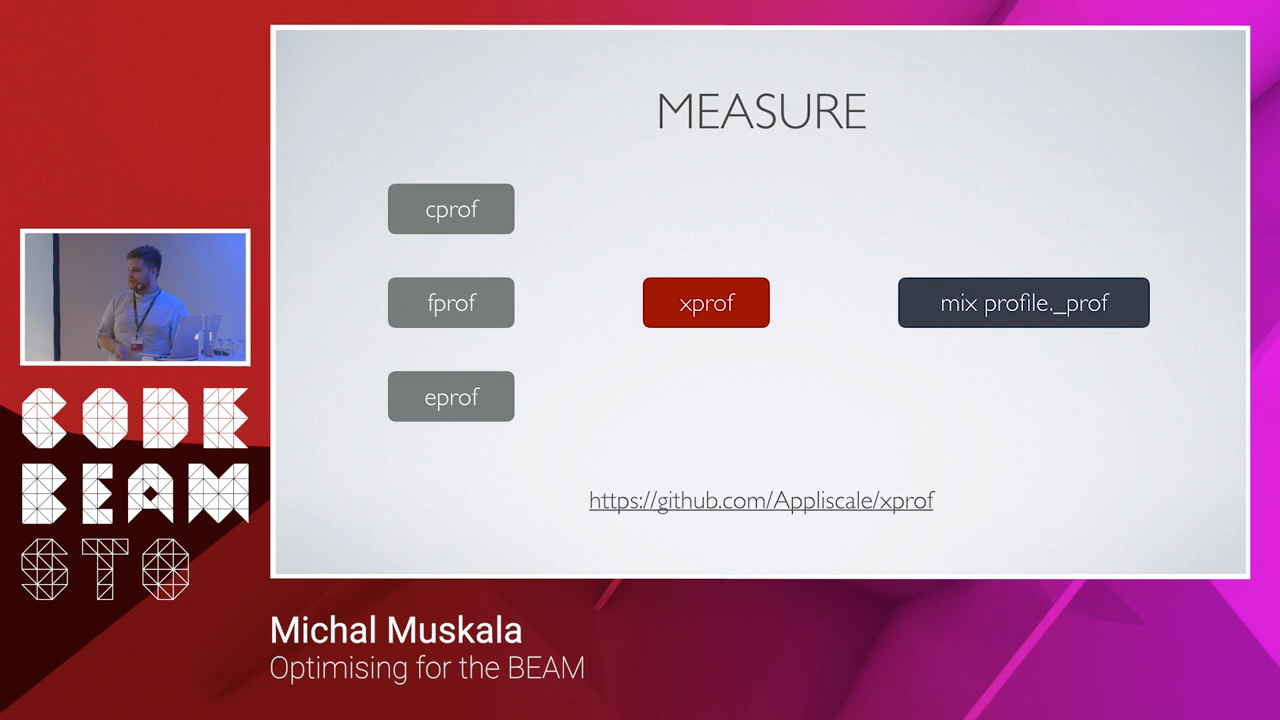 MEASURE
cprof
fprof
xprof
mix profile._prof
eprof
https://github.com/Appliscale/xprof
CODE
BEAM
STO
Michal Muskala
Optimising for the BEAM